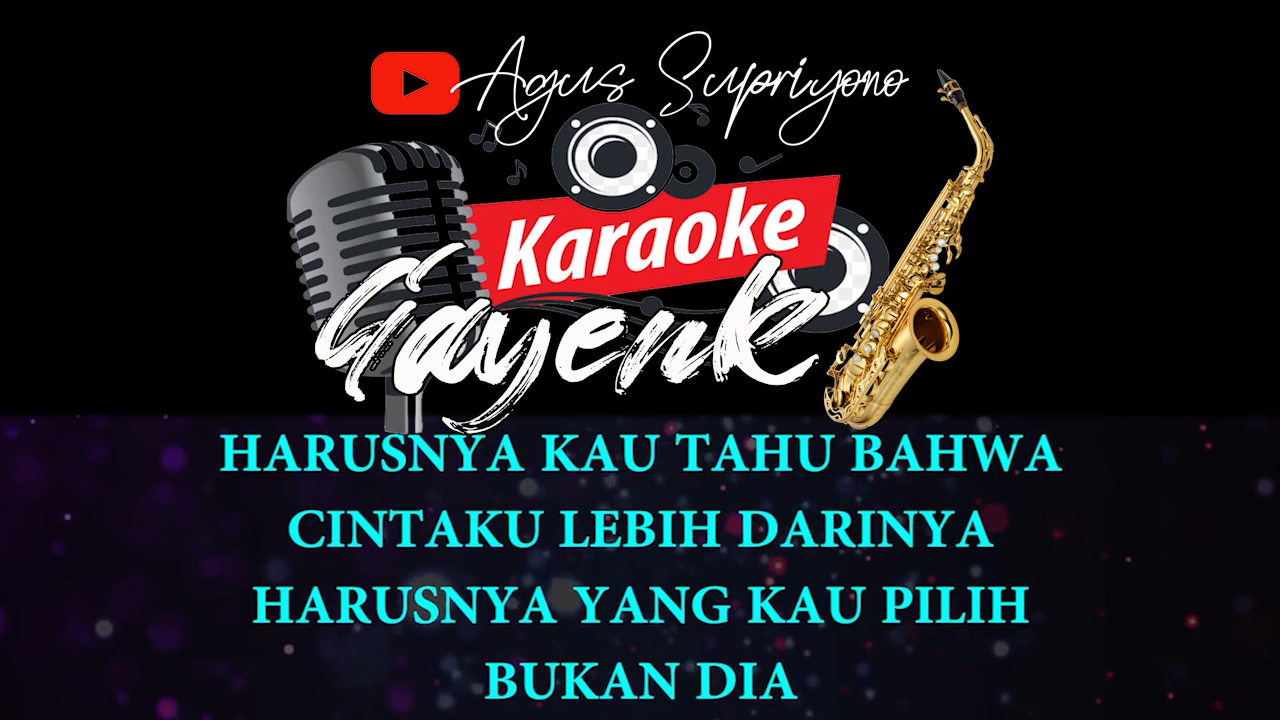 Agus Supriyono
Karaoke
Gayenk
HARUSNYA KAU TAHU BAHWA
CINTAKU LEBIH DARINYA
HARUSNYA YANG KAU PILIH
BUKAN DIA